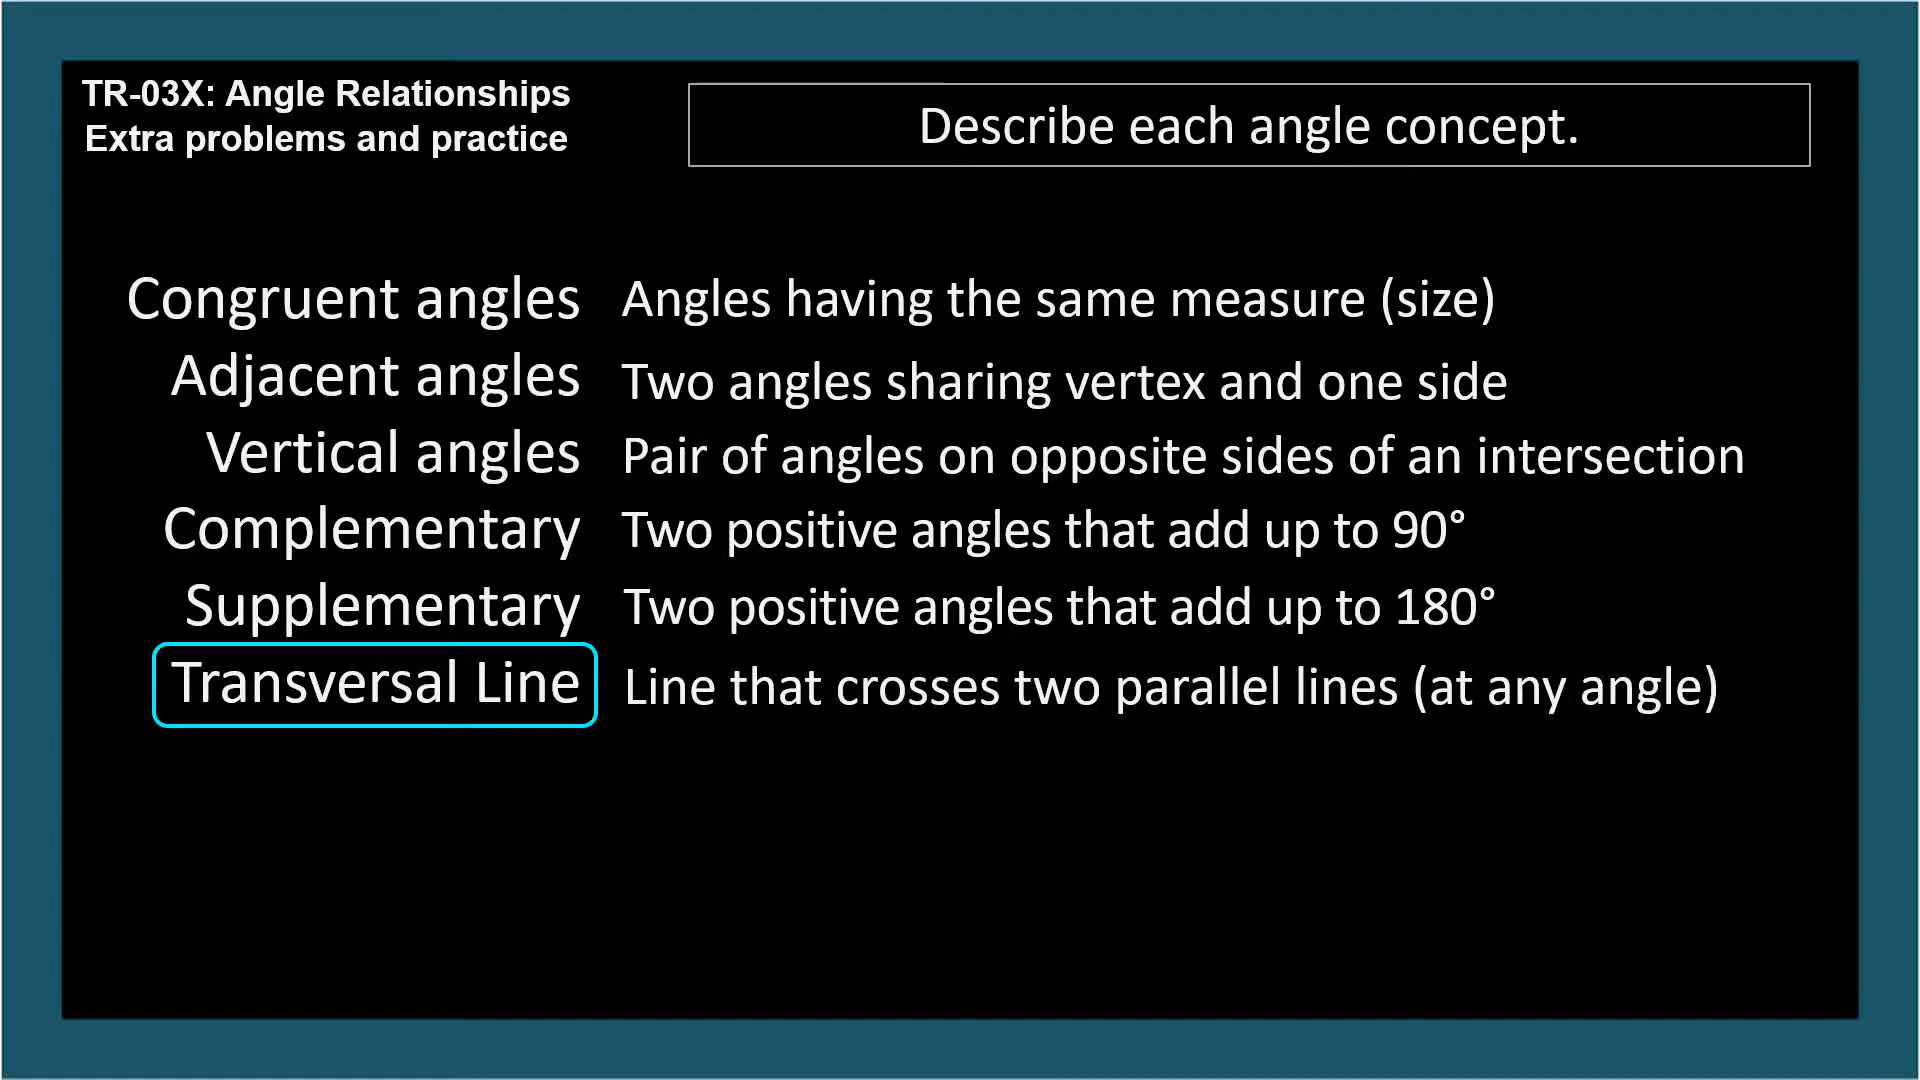 TR-03X: Angle Relationships
Extra problems and practice
Describe each angle concept.
Congruent angles Angles having the same measure (size)
Adjacent angles Two angles sharing vertex and one side
Vertical angles Pair of angles on opposite sides of an intersection
Complementary Two positive angles that add up to 90°
Supplementary Two positive angles that add up to 180°
Transversal Line Line that crosses two parallel lines (at any angle)